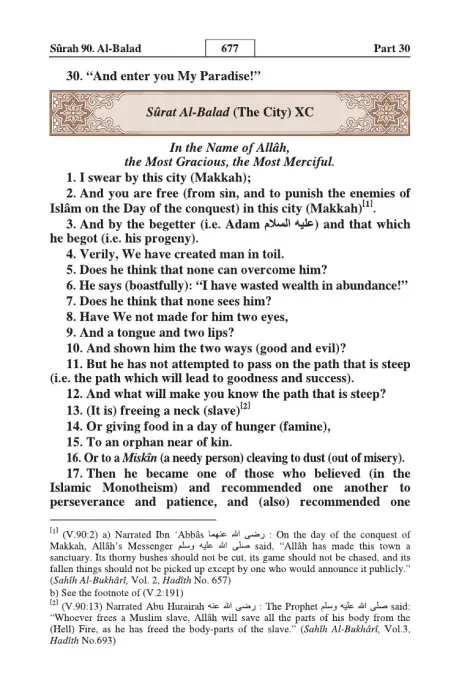 Sûrah 90. Al-Balad 677 Part 30
30. “And enter you My Paradise!”
Sûrat Al-Balad (The City) XC
In the Name of Allâh,
the Most Gracious, the Most Merciful.
1. I swear by this city (Makkah);
2. And you are free (from sin, and to punish the enemies of
Islâm on the Day of the conquest) in this city (Makkah)[1].
3. And by the begetter (i.e. Adam عليه السلام) and that which
he begot (i.e. his progeny).
4. Verily, We have created man in toil.
5. Does he think that none can overcome him?
6. He says (boastfully): “I have wasted wealth in abundance!”
7. Does he think that none sees him?
8. Have We not made for him two eyes,
9. And a tongue and two lips?
10. And shown him the two ways (good and evil)?
11. But he has not attempted to pass on the path that is steep
(i.e. the path which will lead to goodness and success).
12. And what will make you know the path that is steep?
13. (It is) freeing a neck (slave)[2]
14. Or giving food in a day of hunger (famine),
15. To an orphan near of kin.
16. Or to a Miskîn (a needy person) cleaving to dust (out of misery).
17. Then he became one of those who believed (in the
Islamic Monotheism) and recommended one another to
perseverance and patience, and (also) recommended one
[1] (V.90:2) a) Narrated Ibn ‘Abbâs رضى الله عنهما : On the day of the conquest of
Makkah, Allâh’s Messenger صلى الله عليه وسلم said, “Allâh has made this town a
sanctuary. Its thorny bushes should not be cut, its game should not be chased, and its
fallen things should not be picked up except by one who would announce it publicly.”
(Sahîh Al-Bukhârî, Vol. 2, Hadîth No. 657)
b) See the footnote of (V.2:191)
[2] (V.90:13) Narrated Abu Hurairah رضى الله عنه : The Prophet صلى الله عليه وسلم said:
“Whoever frees a Muslim slave, Allâh will save all the parts of his body from the
(Hell) Fire, as he has freed the body-parts of the slave.” (Sahîh Al-Bukhârî, Vol.3,
Hadîth No.693)